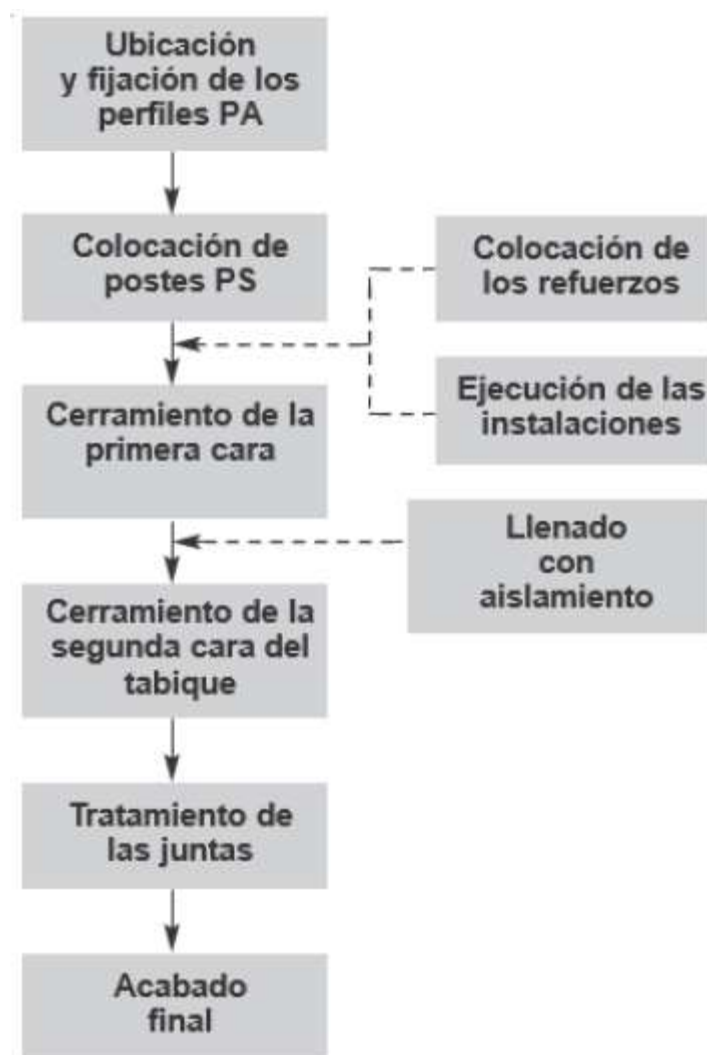 Ubicación
y fijación de los
perfiles PA
Colocación de
postes PS
Colocación de
los refuerzos
Ejecución de las
instalaciones
Cerramiento de la
primera cara
Llenado
con
aislamiento
Cerramiento de la
segunda cara del
tabique
Tratamiento de
las juntas
Acabado
final